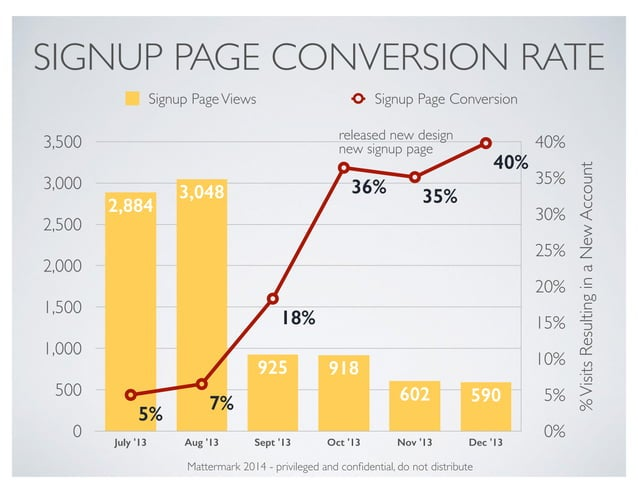 SIGNUP PAGE CONVERSION RATE
Signup Page Views
Signup Page Conversion
released new design
new signup page
3,500
3,000
2,500
2,000
1,500
1,000
500
0
40%
35%
30%
25%
20%
15%
10%
5%
0%
% Visits Resulting in a New Account
2,884
3,048
925
918
602
590
5%
7%
18%
36%
35%
40%
July '13
Aug '13
Sept '13
Oct '13
Nov '13
Dec '13
Mattermark 2014 - privileged and confidential, do not distribute